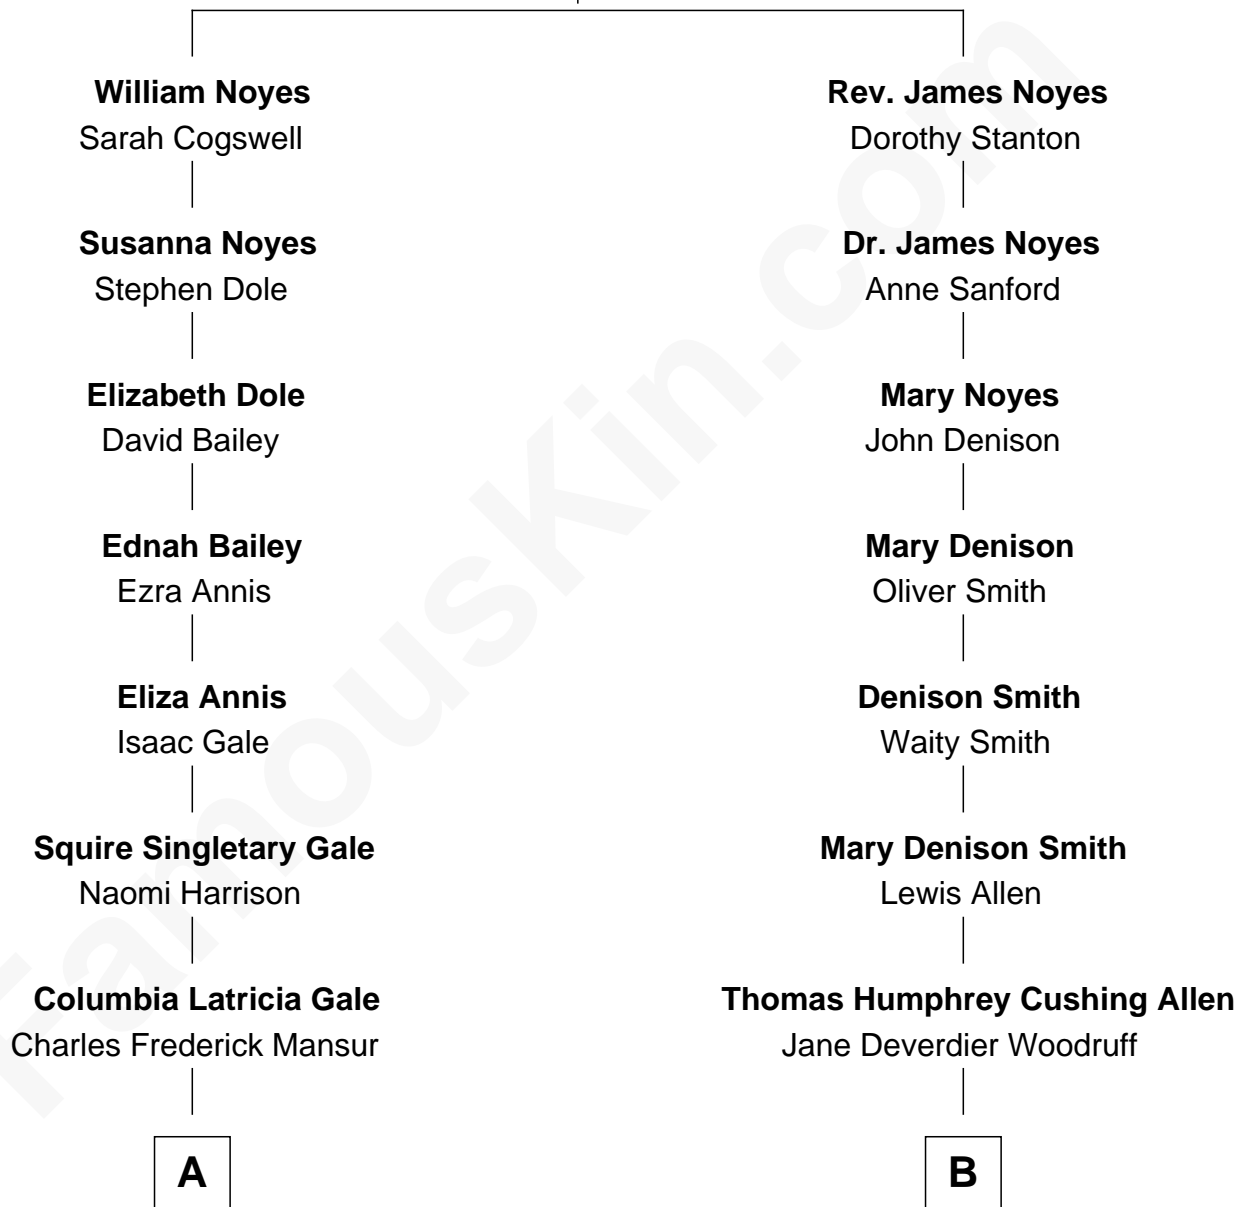 William Noyes
Sarah Cogswell
Susanna Noyes
Stephen Dole
Elizabeth Dole
David Bailey
Ednah Bailey
Ezra Annis
Eliza Annis
Isaac Gale
Squire Singletary Gale
Naomi Harrison
Columbia Latricia Gale
Charles Frederick Mansur
A
Rev. James Noyes
Dorothy Stanton
Dr. James Noyes
Anne Sanford
Mary Noyes
John Denison
Mary Denison
Oliver Smith
Denison Smith
Waity Smith
Mary Denison Smith
Lewis Allen
Thomas Humphrey Cushing Allen
Jane Deverdier Woodruff
B
FamousKin.com